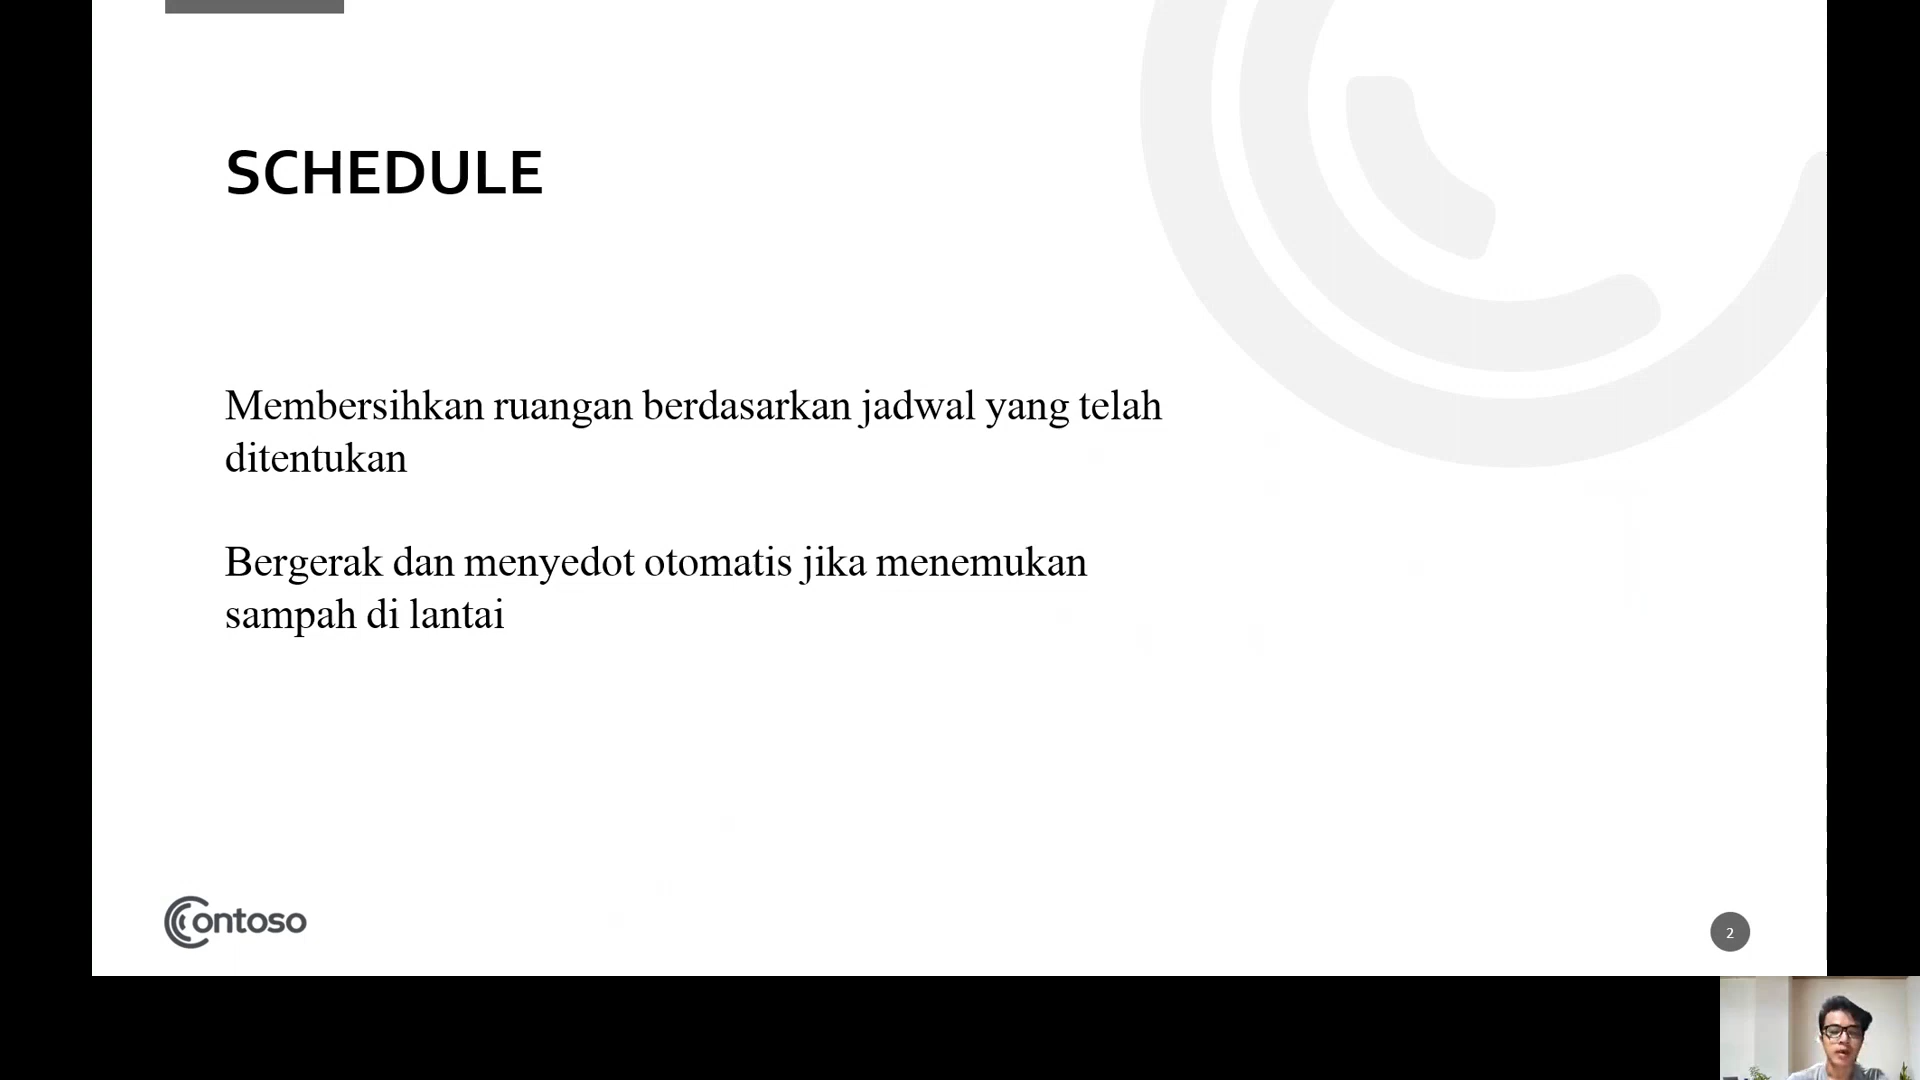 SCHEDULE
Membersihkan ruangan berdasarkan jadwal yang telah
ditentukan
Bergerak dan menyedot otomatis jika menemukan
sampah di lantai
Contoso
2